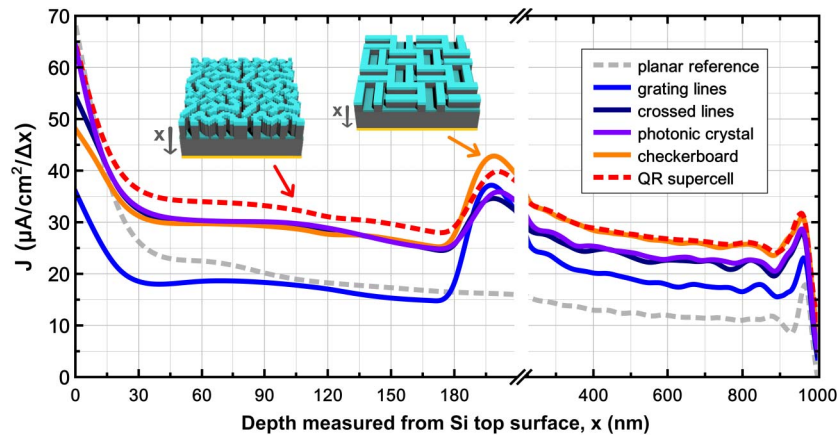 70
60
50
40
30
20
10
0
J (µA/cm²/Δx)
x
x
planar reference
grating lines
crossed lines
photonic crystal
checkerboard
QR supercell
0 30 60 90 120 150 180 400 600 800 1000
Depth measured from Si top surface, x (nm)